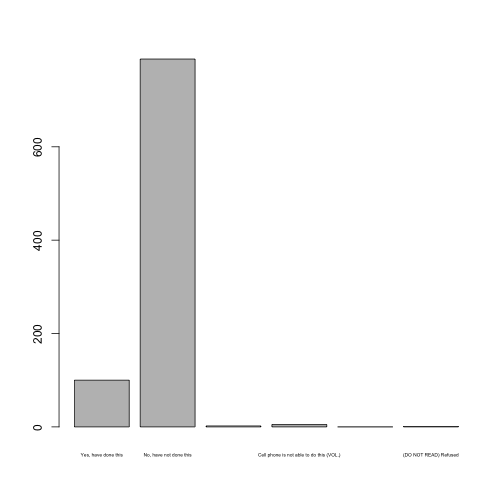 600
400
200
0
Yes, have done this
No, have not done this
Cell phone is not able to do this (VOL.)
(DO NOT READ) Refused